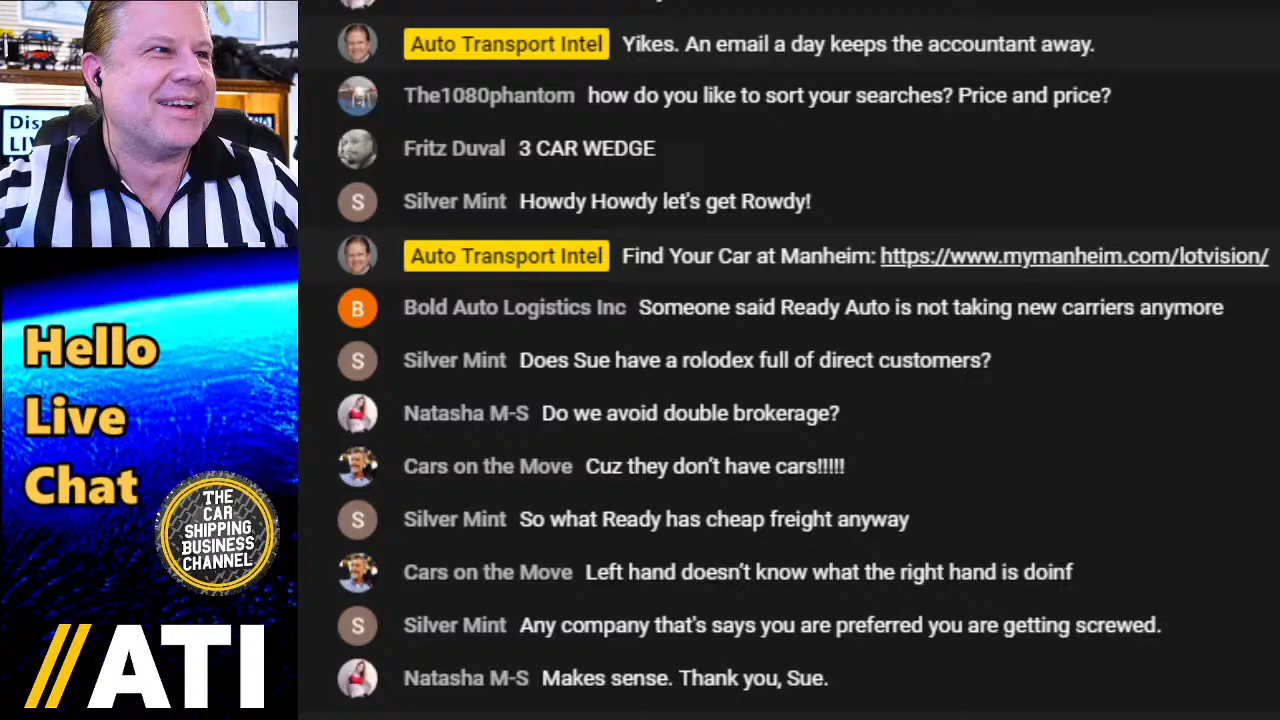 Auto Transport Intel Yikes. An email a day keeps the accountant away.
The1080phantom how do you like to sort your searches? Price and price?
Fritz Duval 3 CAR WEDGE
S Silver Mint Howdy Howdy let's get Rowdy!
Auto Transport Intel Find Your Car at Manheim: https://www.mymanheim.com/lotvision/
B Bold Auto Logistics Inc Someone said Ready Auto is not taking new carriers anymore
S Silver Mint Does Sue have a rolodex full of direct customers?
Natasha M-S Do we avoid double brokerage?
Cars on the Move Cuz they don't have cars!!!!!
S Silver Mint So what Ready has cheap freight anyway
Cars on the Move Left hand doesn't know what the right hand is doinf
S Silver Mint Any company that's says you are preferred you are getting screwed.
Natasha M-S Makes sense. Thank you, Sue.
Hello
Live
Chat
THE
CAR
SHIPPING
BUSINESS
CHANNEL
//ATI